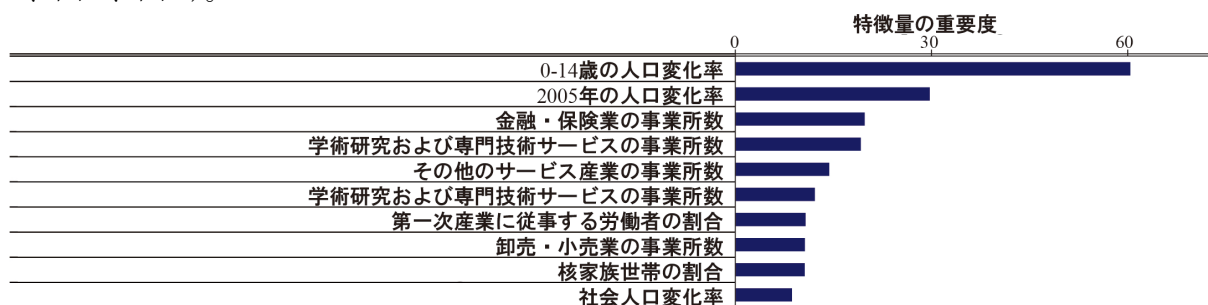 特徴量の重要度
0 30 60
0-14歳の人口変化率
2005年の人口変化率
金融・保険業の事業所数
学術研究および専門技術サービスの事業所数
その他のサービス産業の事業所数
学術研究および専門技術サービスの事業所数
第一次産業に従事する労働者の割合
卸売・小売業の事業所数
核家族世帯の割合
社会人口変化率